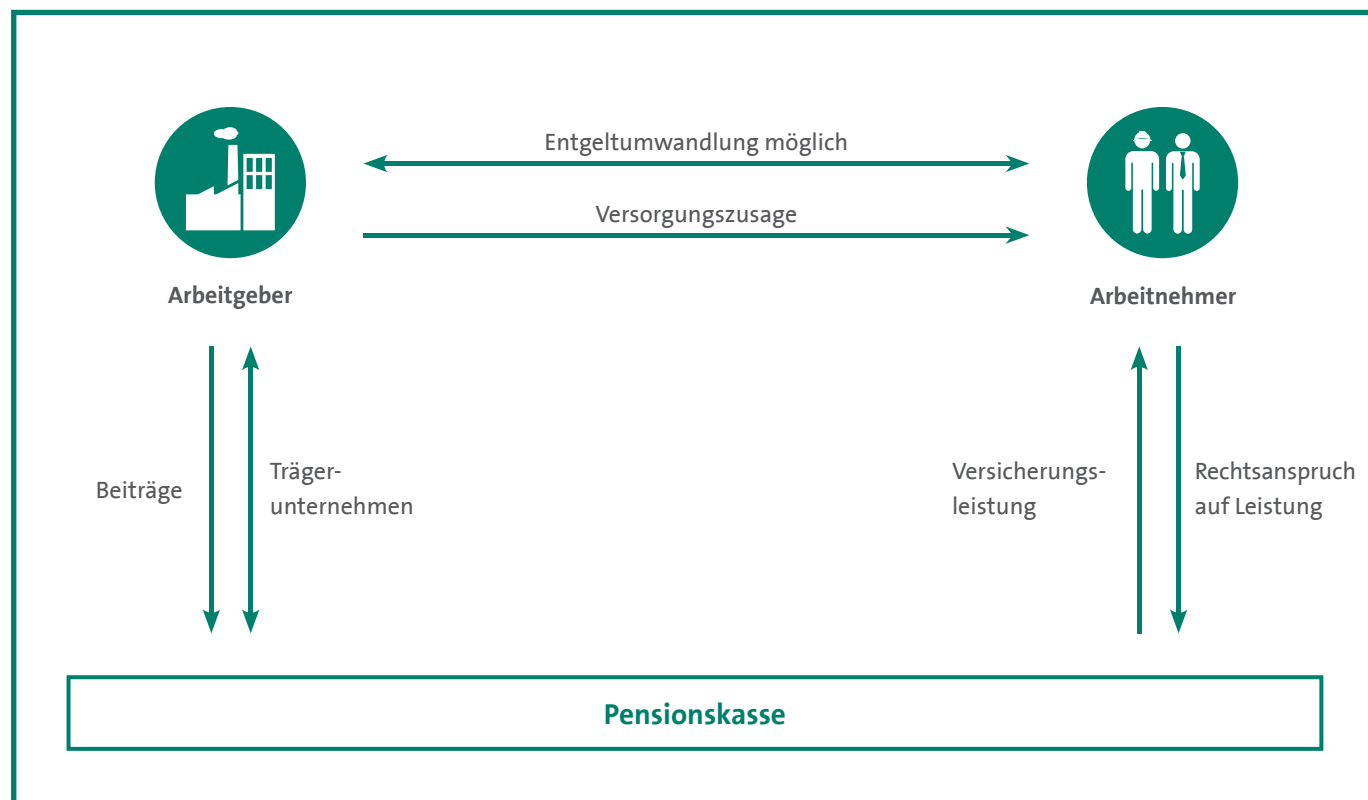 Entgeltumwandlung möglich
Versorgungszusage
Arbeitgeber
Arbeitnehmer
Beiträge
Träger-
unternehmen
Versicherungs-
leistung
Rechtsanspruch
auf Leistung
Pensionskasse